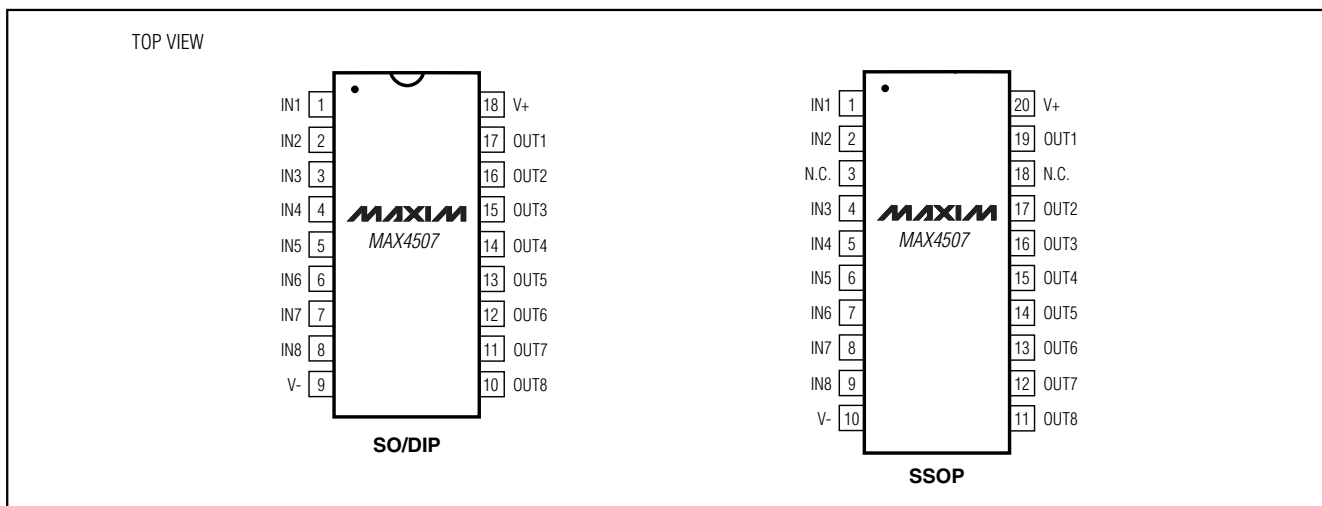 TOP VIEW
IN1 1 18 V+
IN2 2 17 OUT1
IN3 3 16 OUT2
IN4 4 15 OUT3
IN5 5 14 OUT4
IN6 6 13 OUT5
IN7 7 12 OUT6
IN8 8 11 OUT7
V- 9 10 OUT8
MAXIM
MAX4507
SO/DIP
IN1 1 20 V+
IN2 2 19 OUT1
N.C. 3 18 N.C.
IN3 4 17 OUT2
IN4 5 16 OUT3
IN5 6 15 OUT4
IN6 7 14 OUT5
IN7 8 13 OUT6
IN8 9 12 OUT7
V- 10 11 OUT8
MAXIM
MAX4507
SSOP